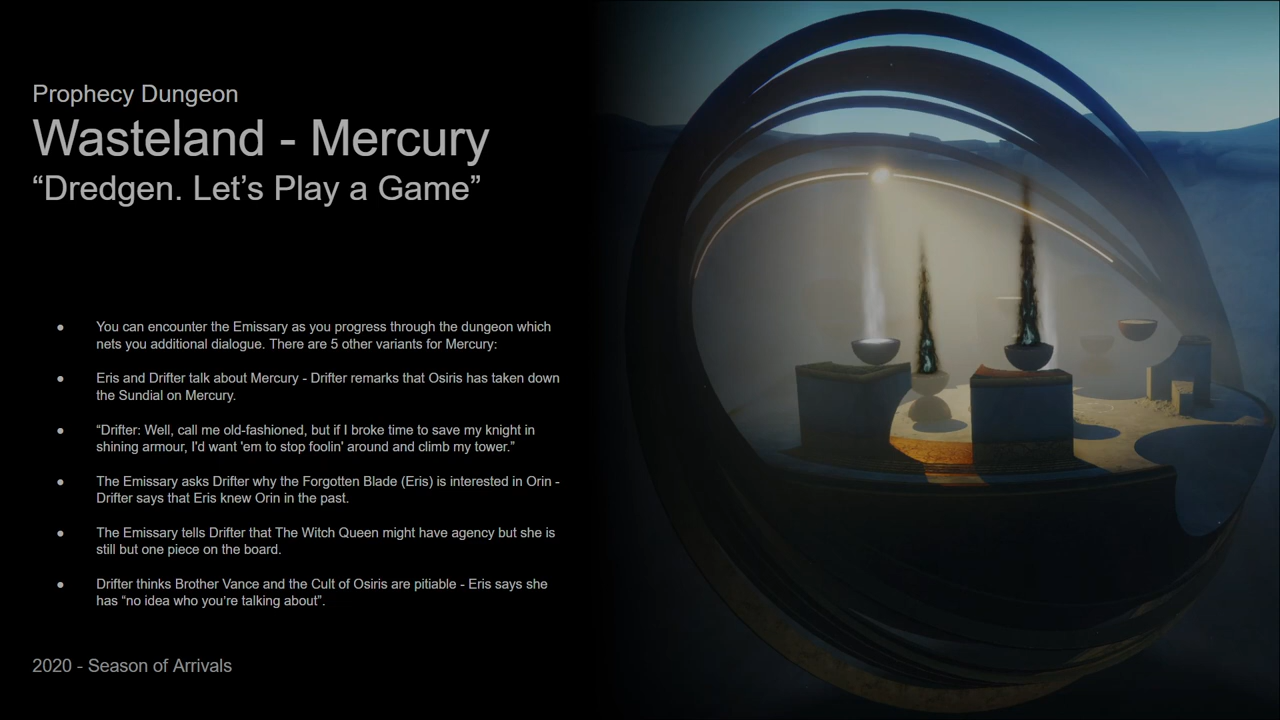 Prophecy Dungeon
Wasteland - Mercury
“Dredgen. Let’s Play a Game”
● You can encounter the Emissary as you progress through the dungeon which
nets you additional dialogue. There are 5 other variants for Mercury:
● Eris and Drifter talk about Mercury - Drifter remarks that Osiris has taken down
the Sundial on Mercury.
● “Drifter: Well, call me old-fashioned, but if I broke time to save my knight in
shining armour, I'd want 'em to stop foolin' around and climb my tower.”
● The Emissary asks Drifter why the Forgotten Blade (Eris) is interested in Orin -
Drifter says that Eris knew Orin in the past.
● The Emissary tells Drifter that The Witch Queen might have agency but she is
still but one piece on the board.
● Drifter thinks Brother Vance and the Cult of Osiris are pitiable - Eris says she
has “no idea who you’re talking about”.
2020 - Season of Arrivals